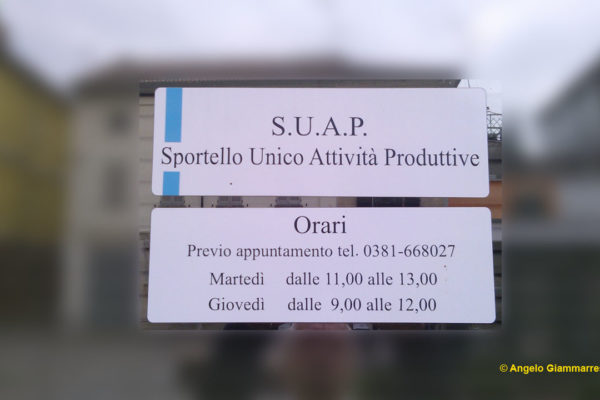 S.U.A.P.
Sportello Unico Attività Produttive
Orari
Previo appuntamento tel. 0381-668027
Martedì dalle 11,00 alle 13,00
Giovedì dalle 9,00 alle 12,00
© Angelo Giammarre